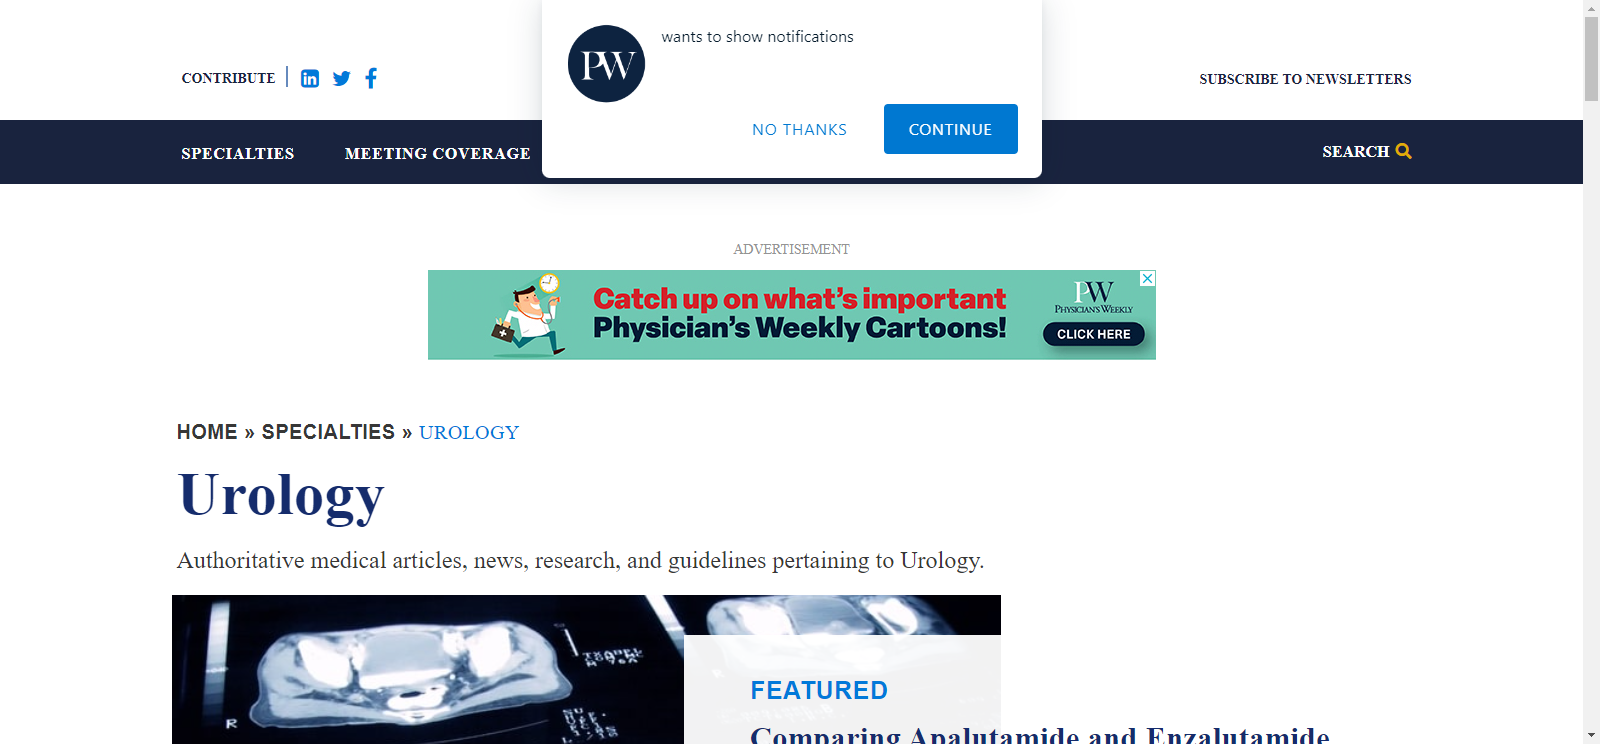 wants to show notifications
PW
NO THANKS
CONTINUE
CONTRIBUTE
SUBSCRIBE TO NEWSLETTERS
SPECIALTIES
MEETING COVERAGE
SEARCH
ADVERTISEMENT
Catch up on what's important
Physician's Weekly Cartoons!
PW
PHYSICIAN'S WEEKLY
CLICK HERE
HOME » SPECIALTIES » UROLOGY
Urology
Authoritative medical articles, news, research, and guidelines pertaining to Urology.
R
FEATURED
Comparing Apalutamide and Enzalutamide